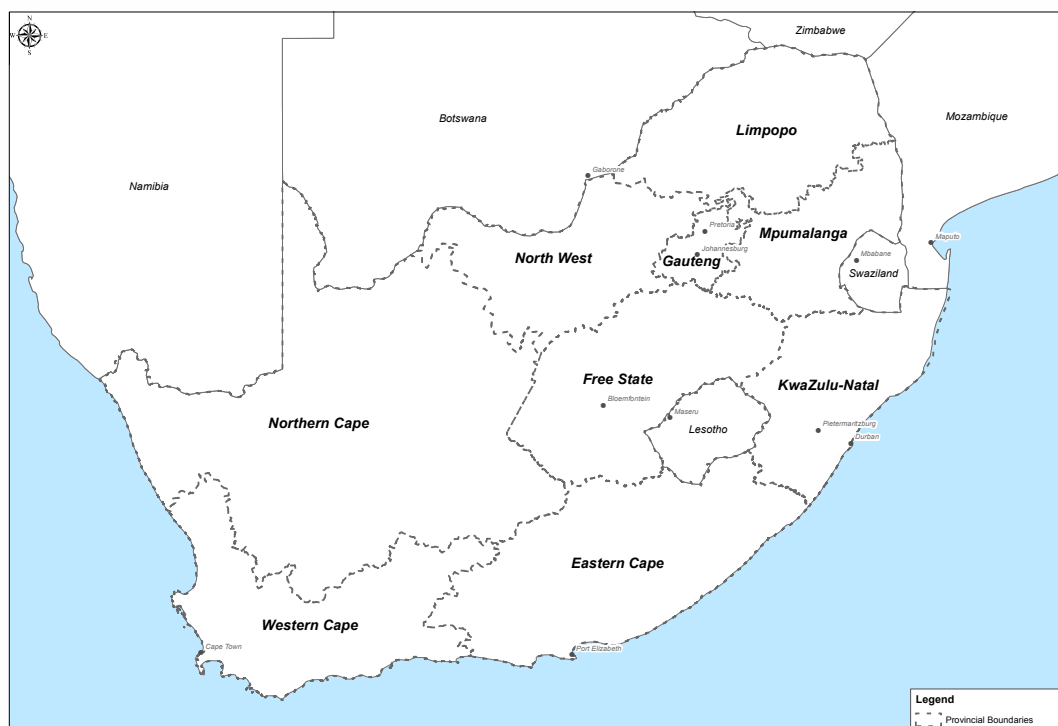 N
W E
S
Zimbabwe
Botswana
Mozambique
Limpopo
Gaborone
Namibia
Pretoria
Mpumalanga
Maputo
North West
Johannesburg
Gauteng
Mbabane
Swaziland
Free State
KwaZulu-Natal
Bloemfontein
Maseru
Northern Cape
Lesotho
Pietermaritzburg
Durban
Eastern Cape
Western Cape
Cape Town
Port Elizabeth
Legend
Provincial Boundaries